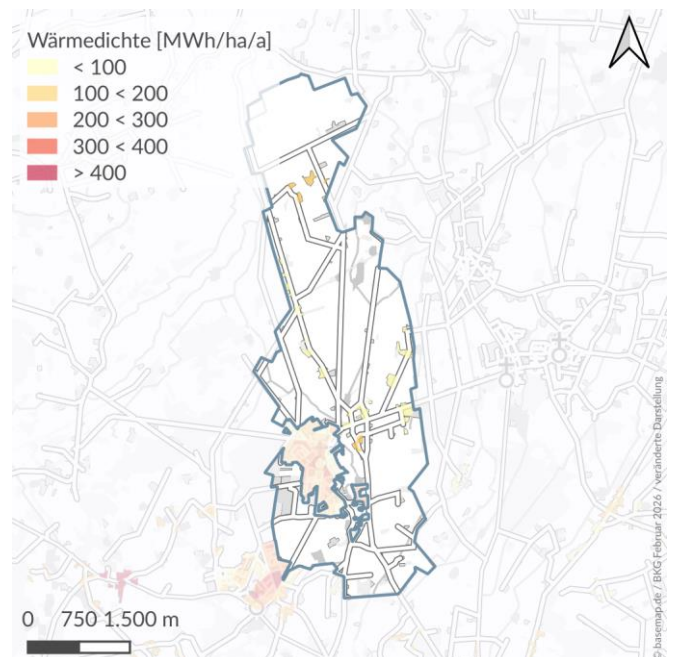 Wärmedichte [MWh/ha/a]
< 100
100 < 200
200 < 300
300 < 400
> 400
0 750 1.500 m
© basemap.de / BKG Februar 2026 / veränderte Darstellung